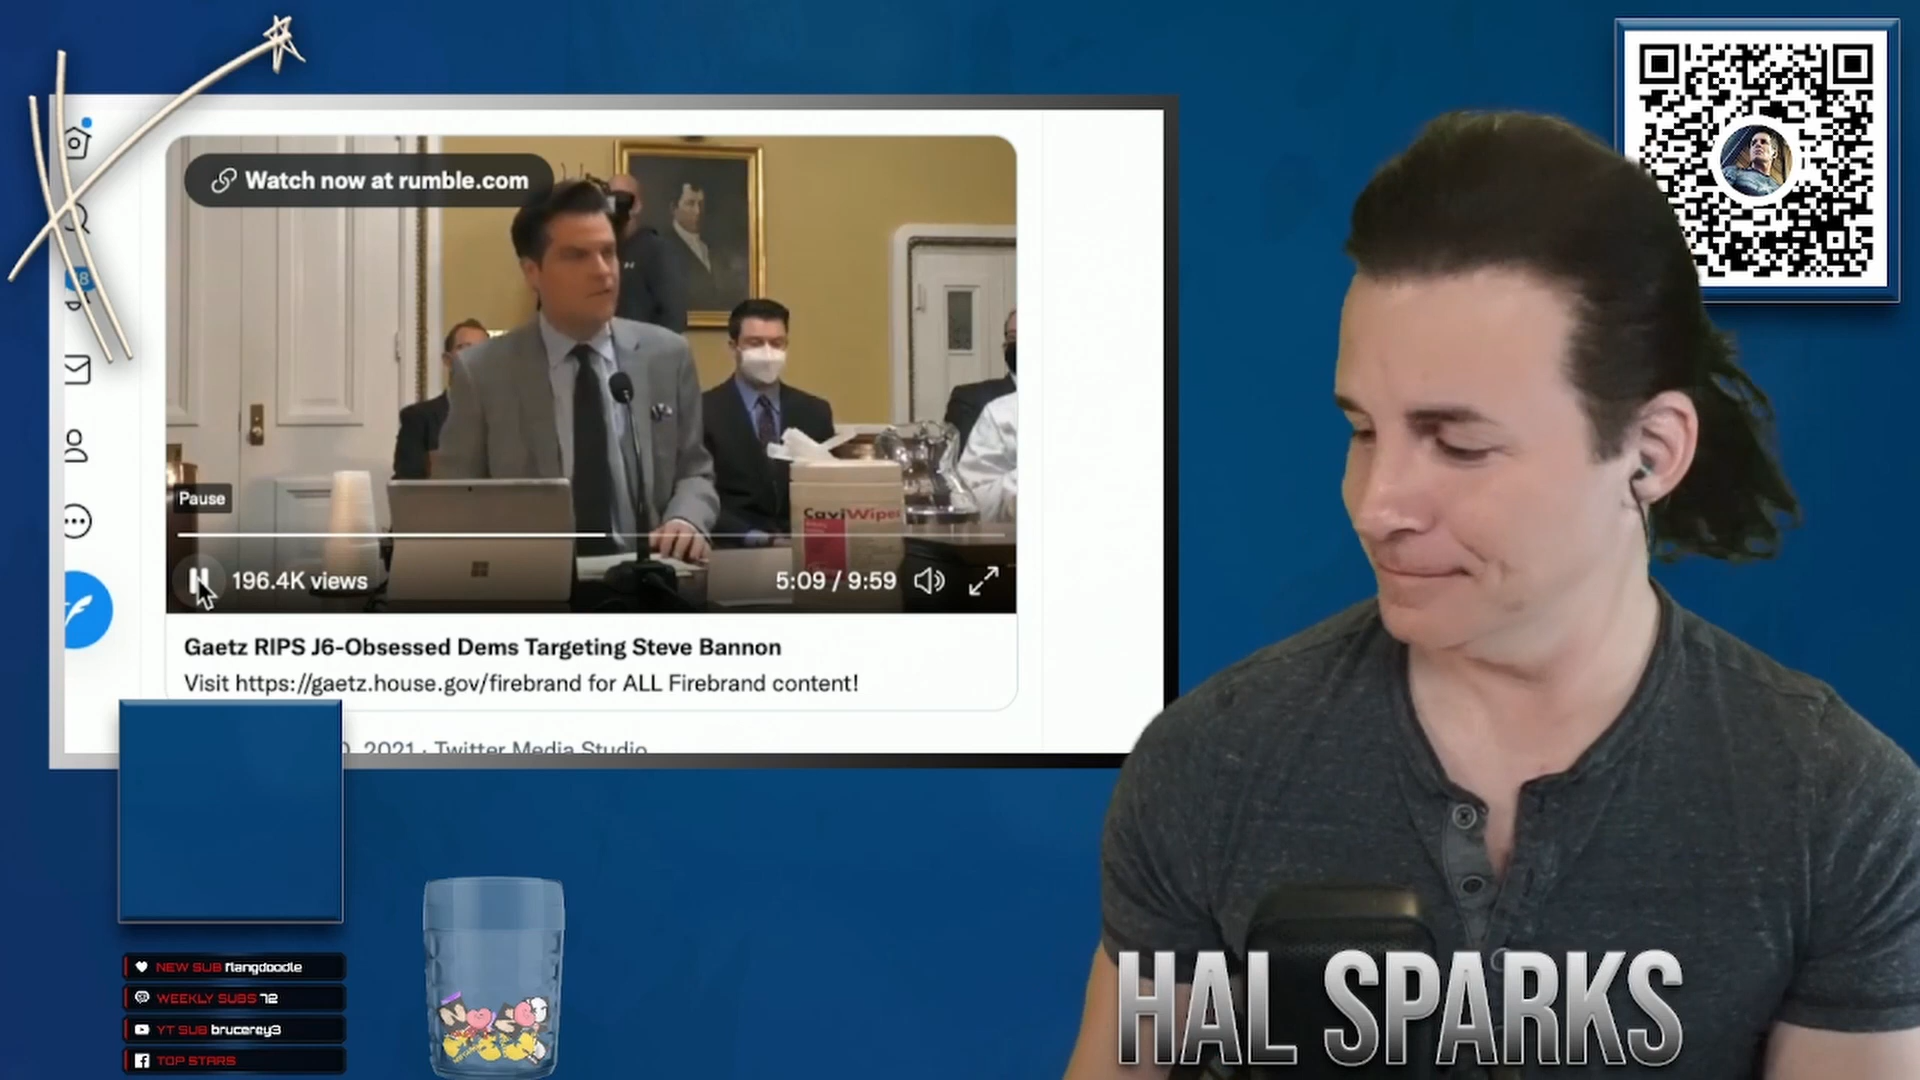 Watch now at rumble.com
Pause
196.4K views
5:09 / 9:59
CaviWipes
Gaetz RIPS J6-Obsessed Dems Targeting Steve Bannon
Visit https://gaetz.house.gov/firebrand for ALL Firebrand content!
2021 · Twitter Media Studio
NEW SUB flangdoodle
WEEKLY SUBS 72
YT SUB brucerey3
TOP STARS
HAL SPARKS